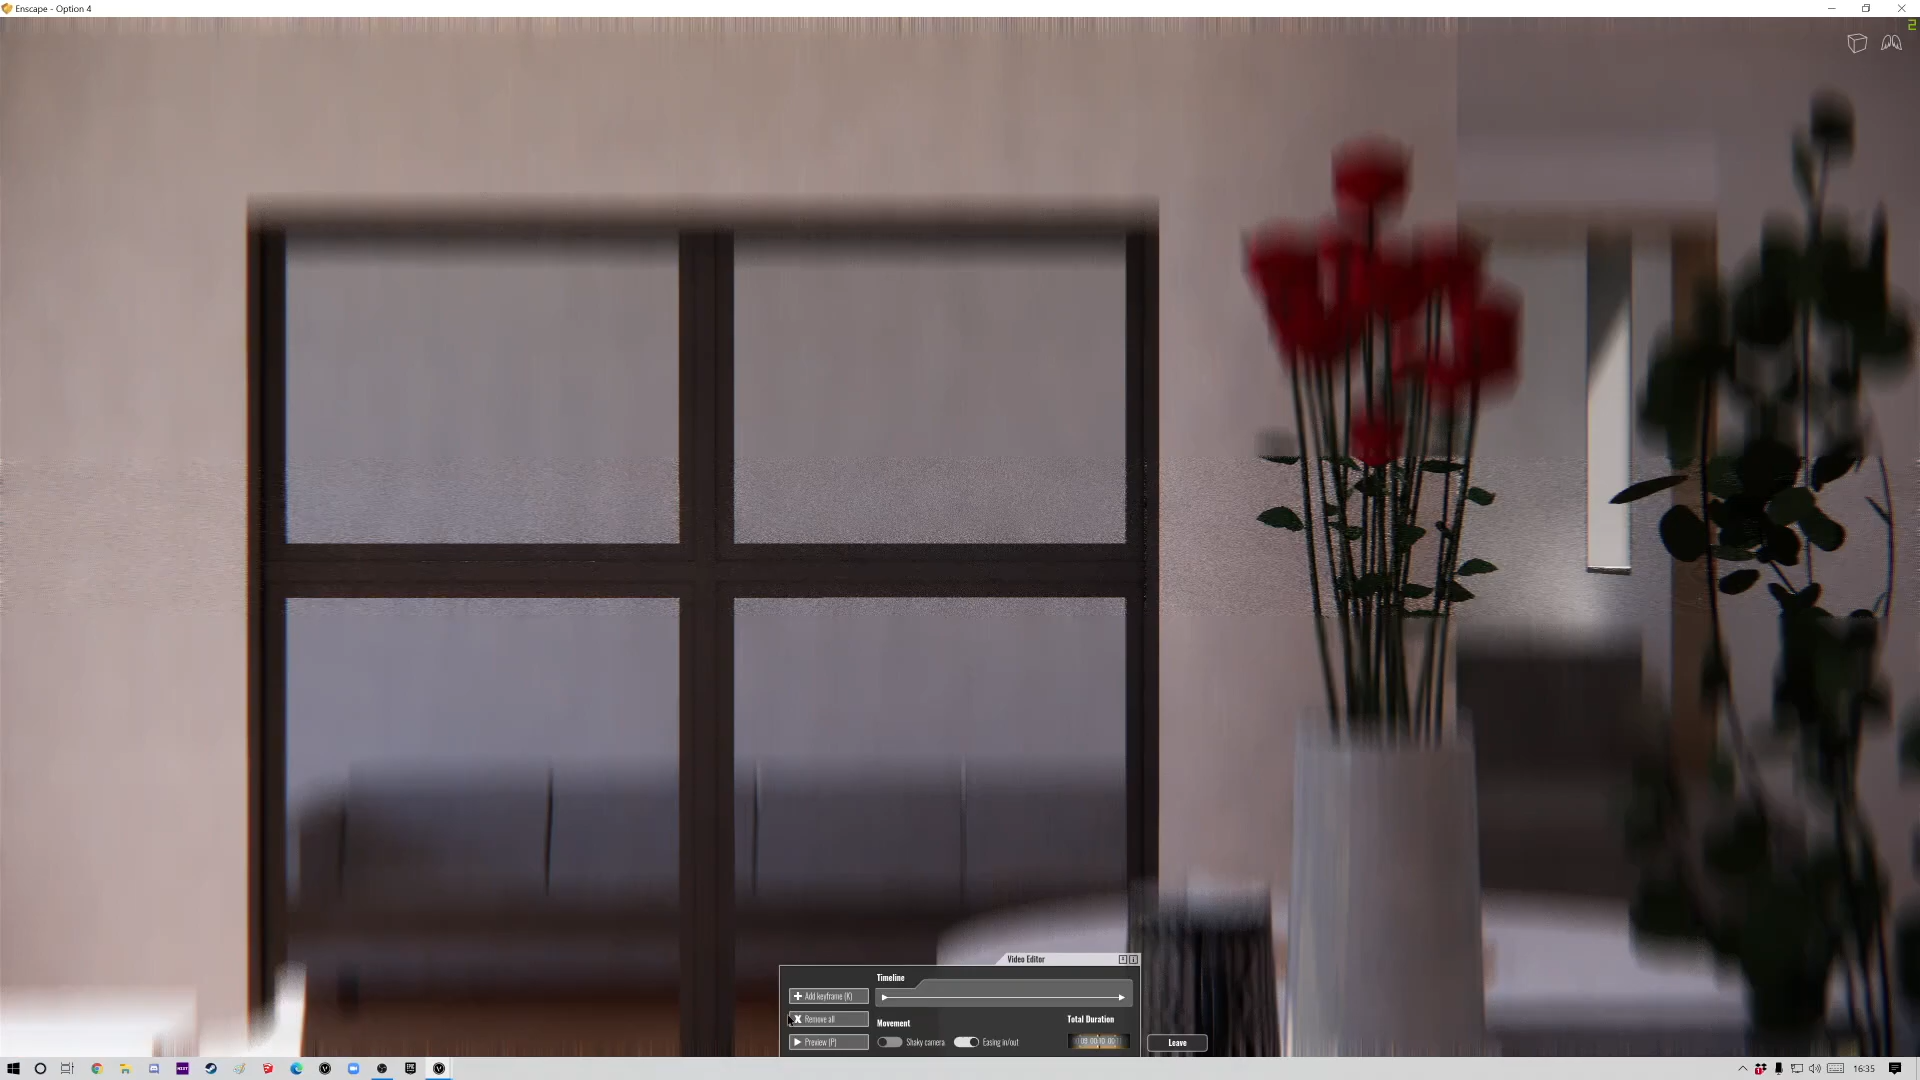 Enscape - Option 4
2
Video Editor
Timeline
Add keyframe (K)
Remove all
Preview (P)
Movement
Shaky camera
Easing in/out
Total Duration
Leave
16:35